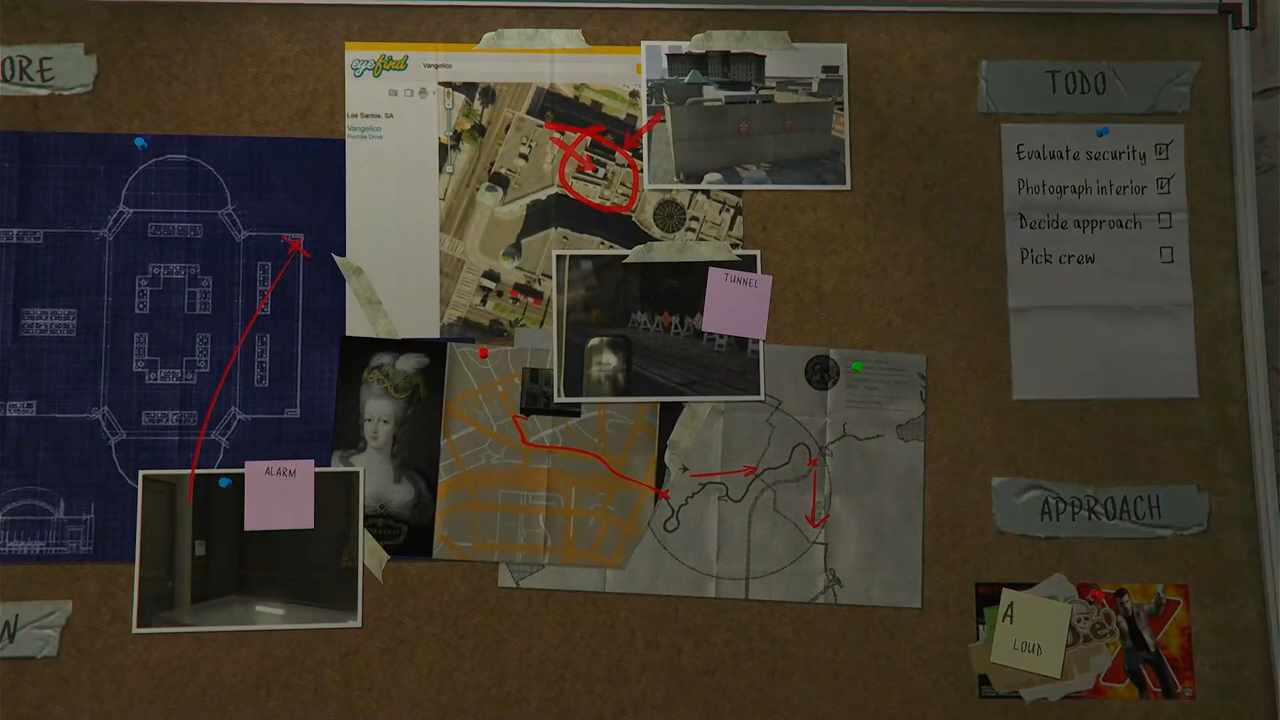 ORE
eyefind
Vangelico
Los Santos, SA
Vangelico
Portola Drive
TODO
Evaluate security
Photograph interior
Decide approach
Pick crew
TUNNEL
ALARM
APPROACH
N
A
LOUD